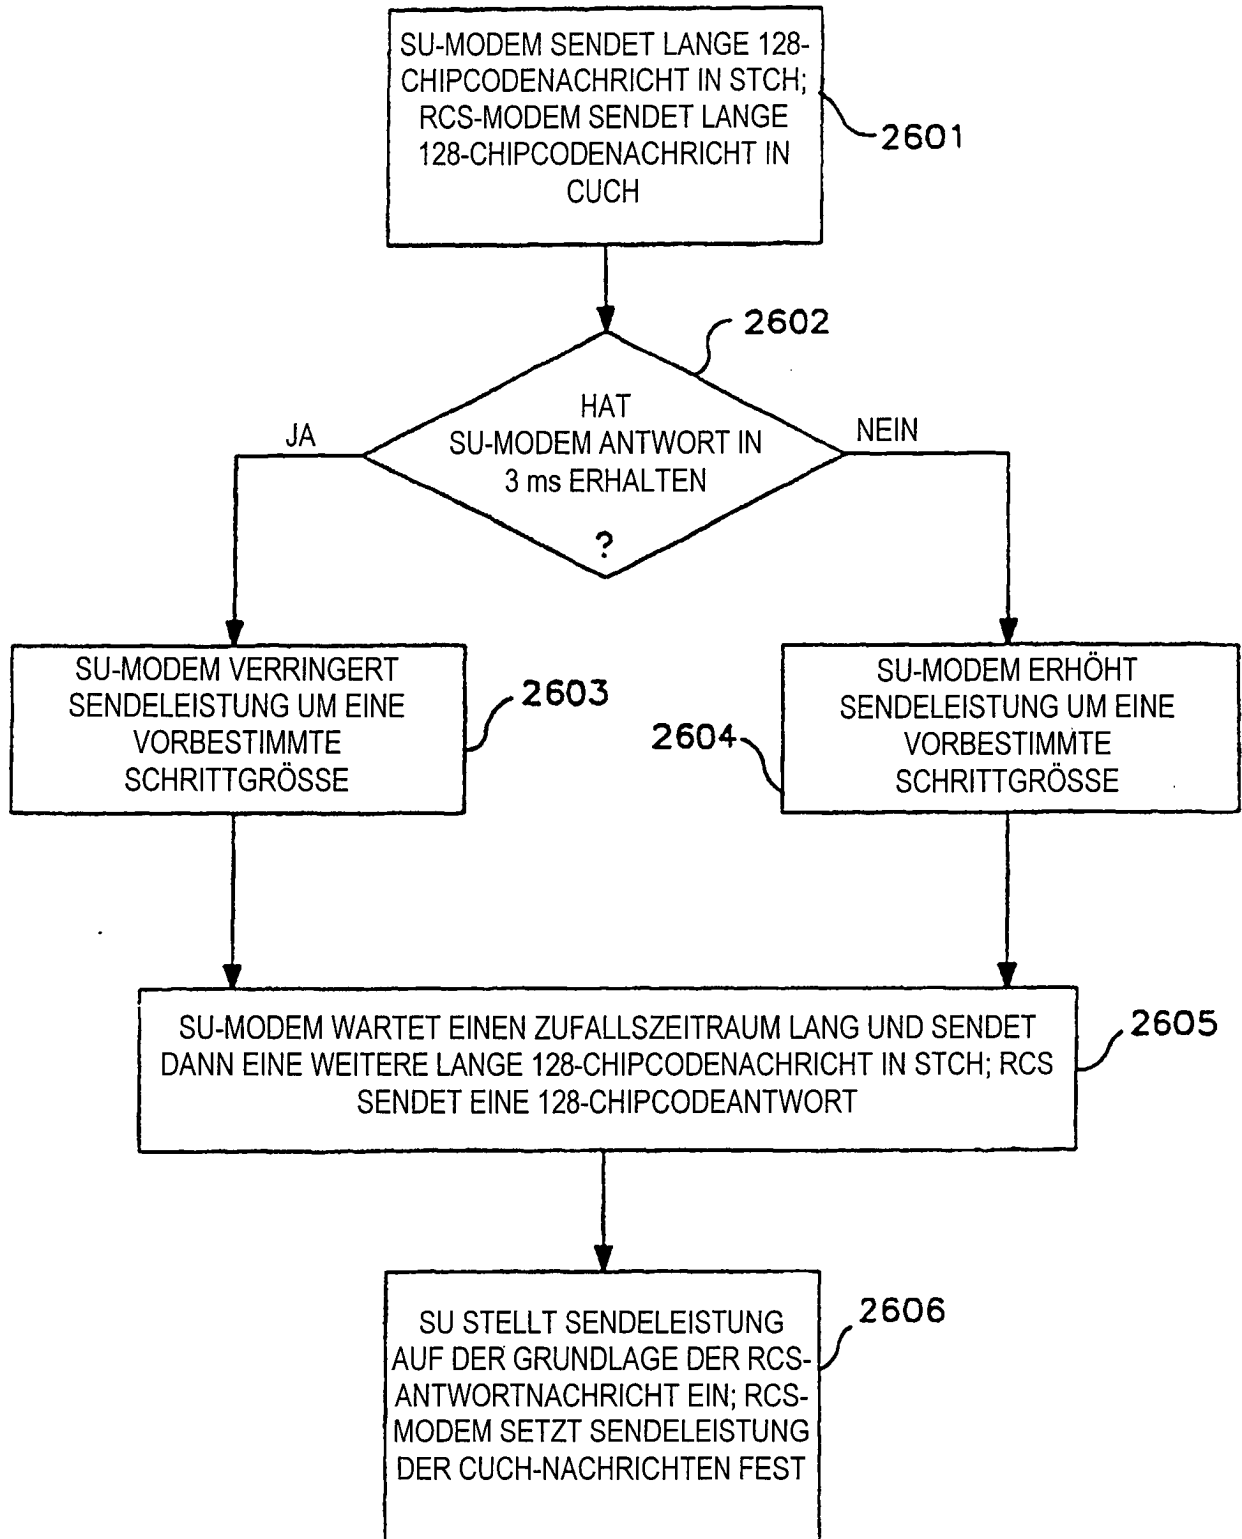 SU-MODEM SENDET LANGE 128-
CHIPCODENACHRICHT IN STCH;
RCS-MODEM SENDET LANGE
128-CHIPCODENACHRICHT IN
CUCH
2601
2602
HAT
SU-MODEM ANTWORT IN
3 ms ERHALTEN
?
JA
NEIN
SU-MODEM VERRINGERT
SENDELEISTUNG UM EINE
VORBESTIMMTE
SCHRITTGRÖSSE
2603
2604
SU-MODEM ERHÖHT
SENDELEISTUNG UM EINE
VORBESTIMMTE
SCHRITTGRÖSSE
SU-MODEM WARTET EINEN ZUFALLSZEITRAUM LANG UND SENDET
DANN EINE WEITERE LANGE 128-CHIPCODENACHRICHT IN STCH; RCS
SENDET EINE 128-CHIPCODEANTWORT
2605
SU STELLT SENDELEISTUNG
AUF DER GRUNDLAGE DER RCS-
ANTWORTNACHRICHT EIN; RCS-
MODEM SETZT SENDELEISTUNG
DER CUCH-NACHRICHTEN FEST
2606